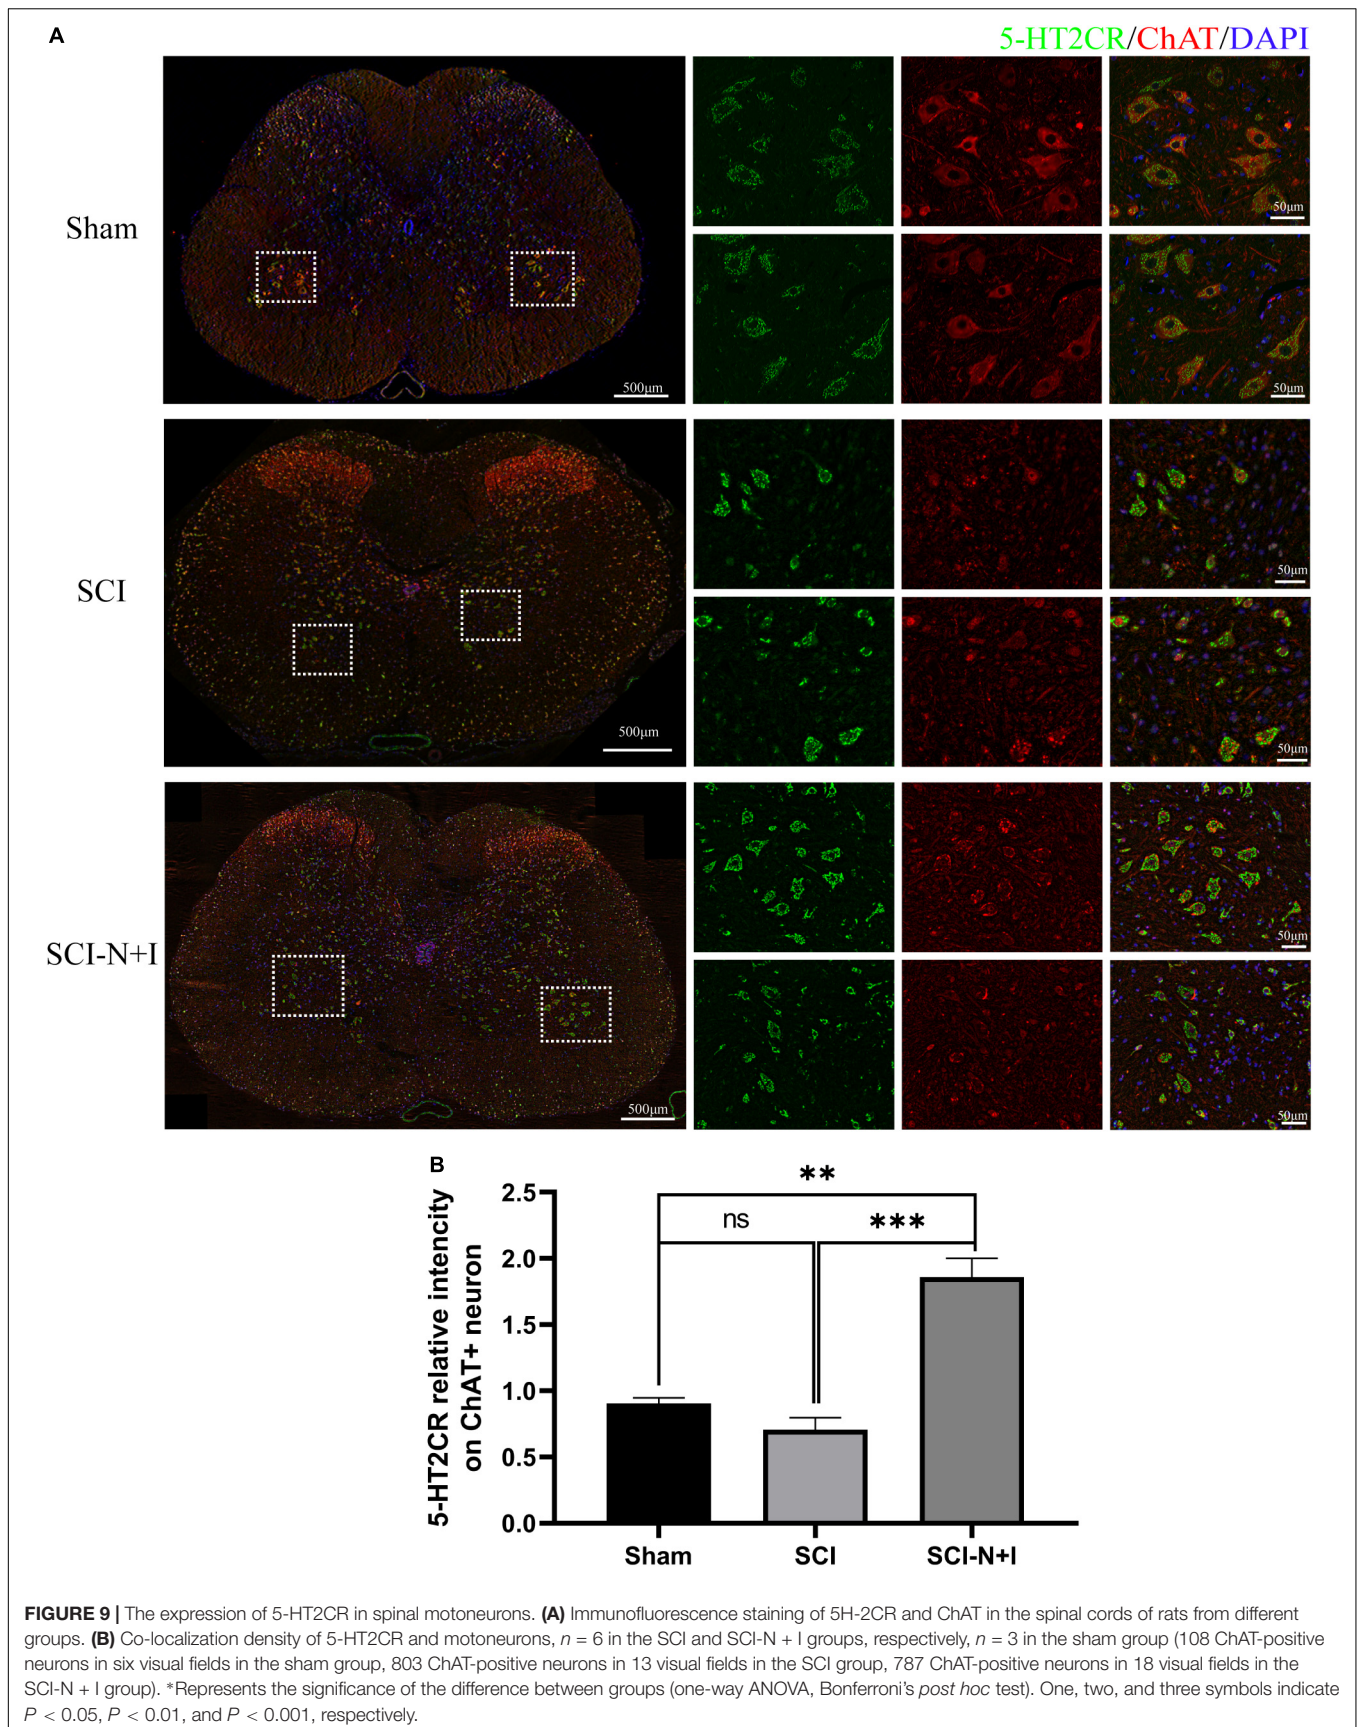 A
5-HT2CR/ChAT/DAPI
Sham
500μm
50μm
50μm
SCI
500μm
50μm
50μm
SCI-N+I
500μm
50μm
50μm
B
5-HT2CR relative intencity
on ChAT+ neuron
2.5
2.0
1.5
1.0
0.5
0.0
**
ns
***
Sham
SCI
SCI-N+I
FIGURE 9 | The expression of 5-HT2CR in spinal motoneurons. (A) Immunofluorescence staining of 5H-2CR and ChAT in the spinal cords of rats from different
groups. (B) Co-localization density of 5-HT2CR and motoneurons, n = 6 in the SCI and SCI-N + I groups, respectively, n = 3 in the sham group (108 ChAT-positive
neurons in six visual fields in the sham group, 803 ChAT-positive neurons in 13 visual fields in the SCI group, 787 ChAT-positive neurons in 18 visual fields in the
SCI-N + I group). *Represents the significance of the difference between groups (one-way ANOVA, Bonferroni's post hoc test). One, two, and three symbols indicate
P < 0.05, P < 0.01, and P < 0.001, respectively.